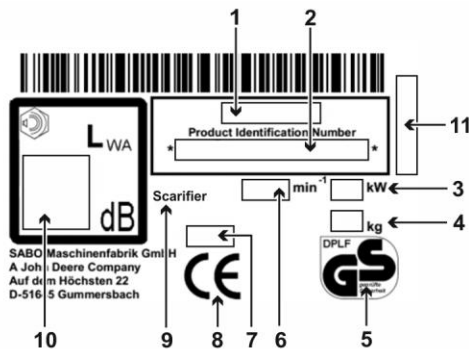 1 2
L WA
dB
Product Identification Number
* *
11
min -1 kW 3
Scarifier
kg 4
SABO Maschinenfabrik GmbH
A John Deere Company
Auf dem Höchsten 22
D-51645 Gummersbach
CE
DPLF
GS
geprüfte
Sicherheit
10 9 8 7 6 5